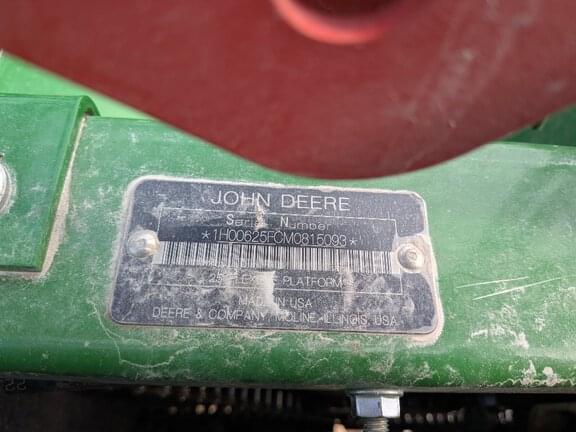 JOHN DEERE
Serial Number
*1H00625FCM0815093*
PLATFORM
MADE IN USA
DEERE & COMPANY MOLINE, ILLINOIS, USA